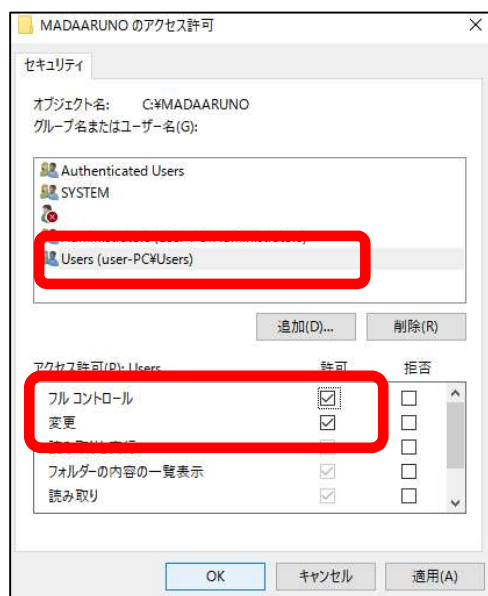 MADAARUNO のアクセス許可
セキュリティ
オブジェクト名: C:¥MADAARUNO
グループ名またはユーザー名(G):
Authenticated Users
SYSTEM
Users (user-PC¥Users)
追加(D)...
削除(R)
アクセス許可(P): Users 許可 拒否
フル コントロール
変更
フォルダーの内容の一覧表示
読み取り
OK
キャンセル
適用(A)